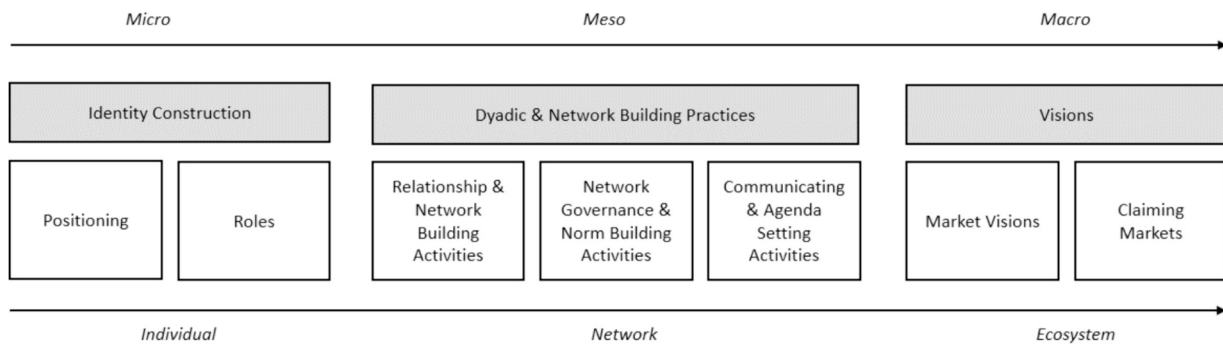 Micro
Meso
Macro
Identity Construction
Dyadic & Network Building Practices
Visions
Positioning
Roles
Relationship &
Network
Building
Activities
Network
Governance &
Norm Building
Activities
Communicating
& Agenda
Setting
Activities
Market Visions
Claiming
Markets
Individual
Network
Ecosystem